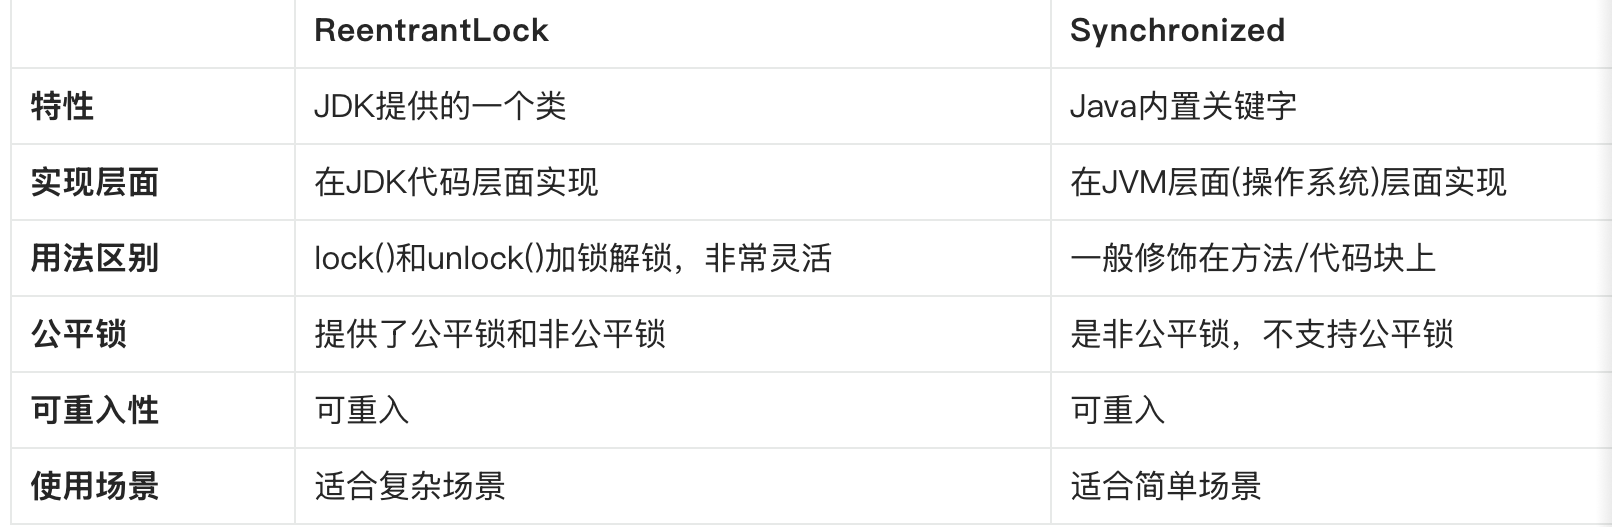 ReentrantLock Synchronized
特性 JDK提供的一个类 Java内置关键字
实现层面 在JDK代码层面实现 在JVM层面(操作系统)层面实现
用法区别 lock()和unlock()加锁解锁，非常灵活 一般修饰在方法/代码块上
公平锁 提供了公平锁和非公平锁 是非公平锁，不支持公平锁
可重入性 可重入 可重入
使用场景 适合复杂场景 适合简单场景